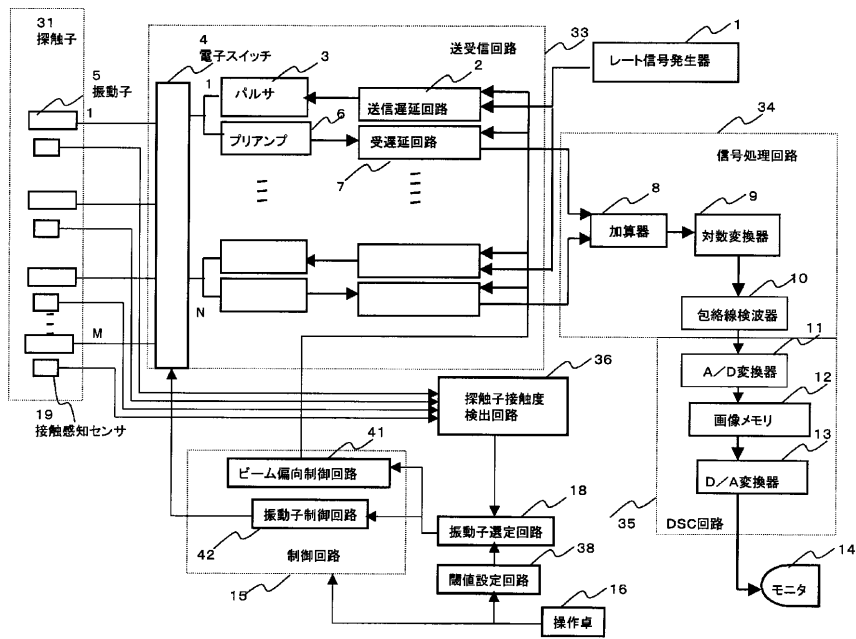 31
探触子
5
振動子
1
M
19
接触感知センサ
4
電子スイッチ
送受信回路
33
1
3
パルサ
2
送信遅延回路
6
プリアンプ
受遅延回路
7
N
1
レート信号発生器
34
信号処理回路
8
加算器
9
対数変換器
10
包絡線検波器
11
A/D変換器
12
画像メモリ
13
D/A変換器
35
DSC回路
14
モニタ
36
探触子接触度
検出回路
41
ビーム偏向制御回路
振動子制御回路
42
制御回路
15
18
振動子選定回路
38
閾値設定回路
16
操作卓